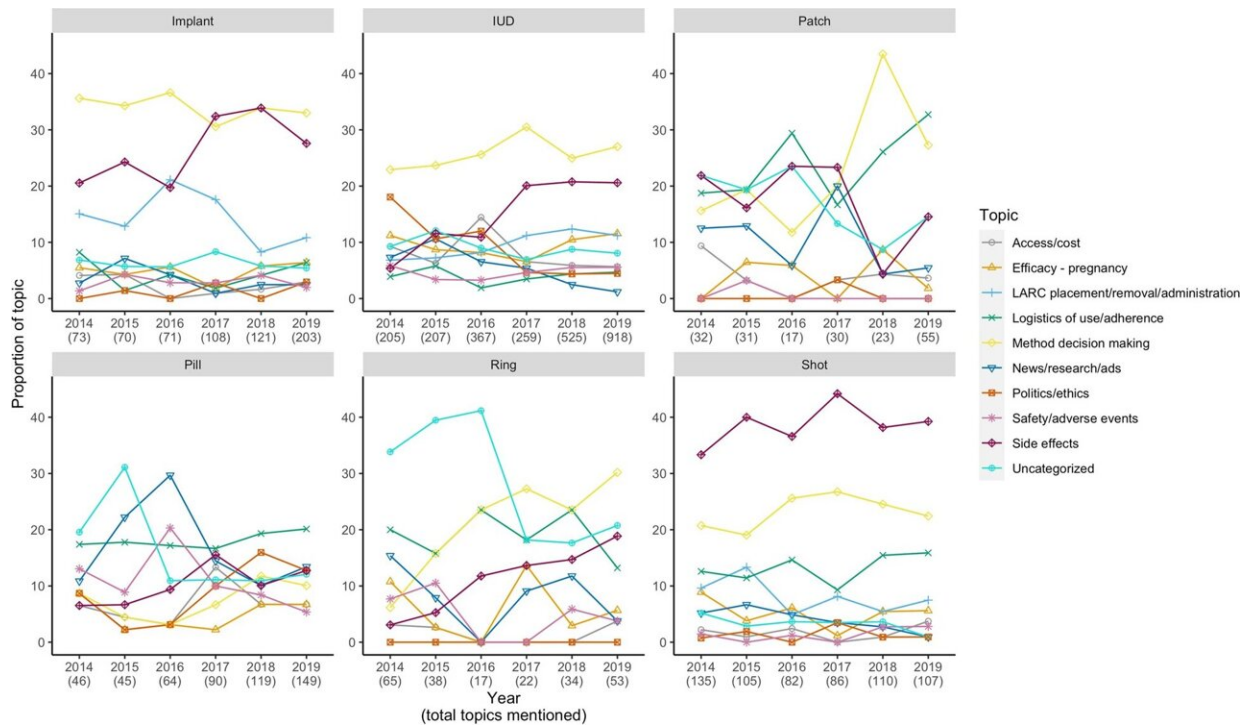 Implant IUD Patch
Proportion of topic
40
30
20
10
0
40
30
20
10
0
2014 2015 2016 2017 2018 2019
(73) (70) (71) (108) (121) (203)
2014 2015 2016 2017 2018 2019
(205) (207) (367) (259) (525) (918)
2014 2015 2016 2017 2018 2019
(32) (31) (17) (30) (23) (55)
Pill Ring Shot
2014 2015 2016 2017 2018 2019
(46) (45) (64) (90) (119) (149)
2014 2015 2016 2017 2018 2019
(65) (38) (17) (22) (34) (53)
2014 2015 2016 2017 2018 2019
(135) (105) (82) (86) (110) (107)
Year
(total topics mentioned)
Topic
Access/cost
Efficacy - pregnancy
LARC placement/removal/administration
Logistics of use/adherence
Method decision making
News/research/ads
Politics/ethics
Safety/adverse events
Side effects
Uncategorized